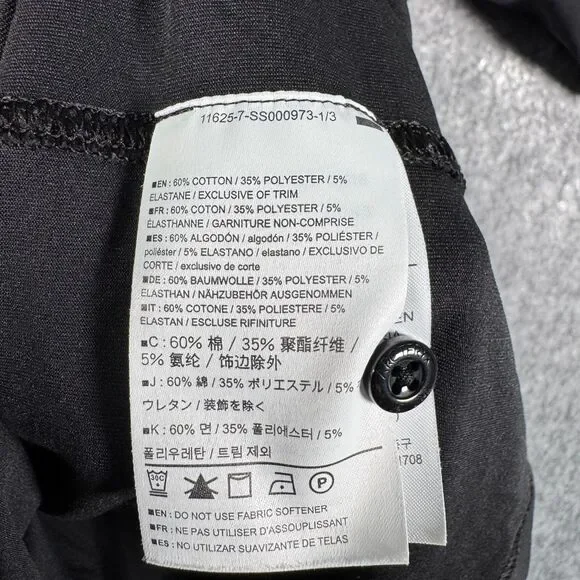 11625-7-SS000973-1/3
■EN : 60% COTTON / 35% POLYESTER / 5%
ELASTANE / EXCLUSIVE OF TRIM
■FR : 60% COTON / 35% POLYESTER / 5%
ÉLASTHANNE / GARNITURE NON-COMPRISE
■ES : 60% ALGODÓN / algodón / 35% POLIÉSTER /
poliéster / 5% ELASTANO / elastano / EXCLUSIVO DE
CORTE / exclusivo de corte
■DE : 60% BAUMWOLLE / 35% POLYESTER / 5%
ELASTHAN / NÄHZUBEHÖR AUSGENOMMEN
■IT : 60% COTONE / 35% POLIESTERE / 5%
ELASTAN / ESCLUSE RIFINITURE
■C : 60% 棉 / 35% 聚酯纤维 /
5% 氨纶 / 饰边除外
■J : 60% 綿 / 35% ポリエステル / 5%
ウレタン / 装飾を除く
■K : 60% 면 / 35% 폴리에스터 / 5%
폴리우레탄 / 트림 제외
30C
P
■EN : DO NOT USE FABRIC SOFTENER
■FR : NE PAS UTILISER D'ASSOUPLISSANT
■ES : NO UTILIZAR SUAVIZANTE DE TELAS
EN
구
1708